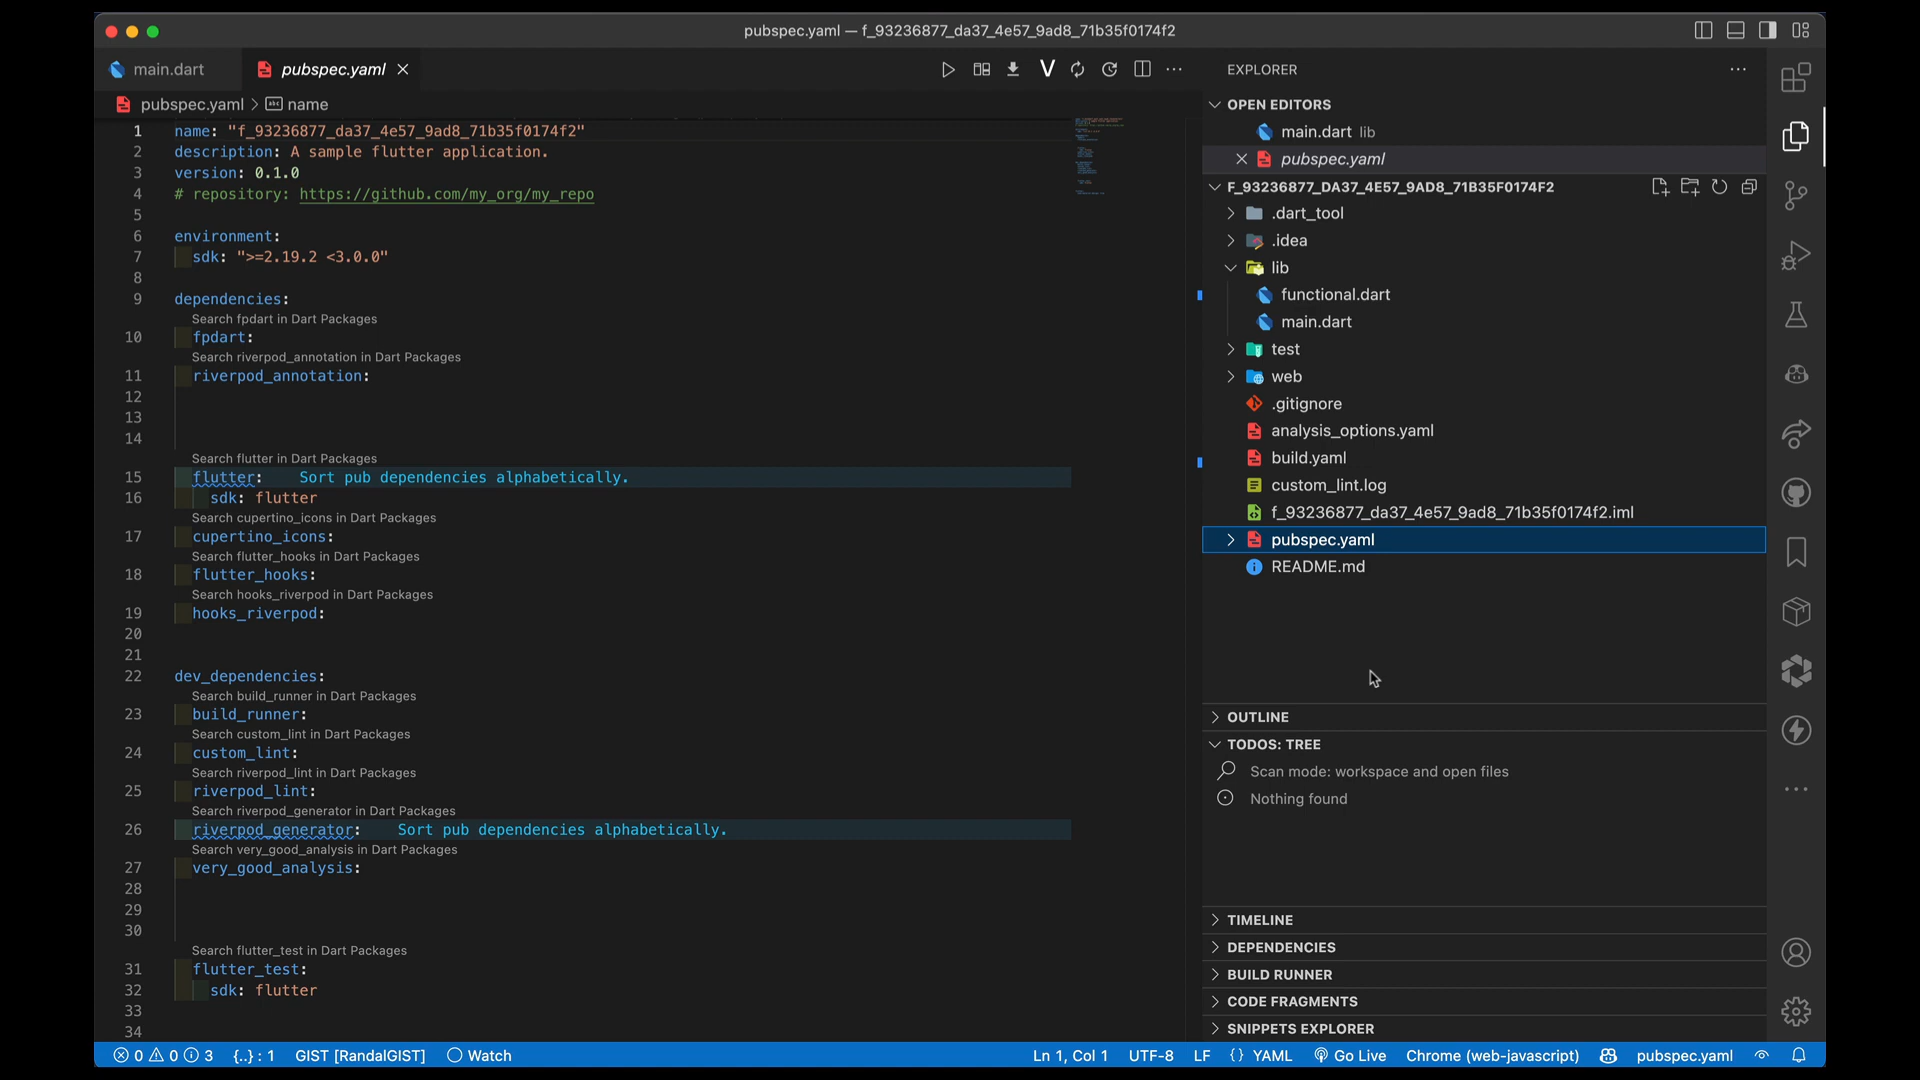 pubspec.yaml — f_93236877_da37_4e57_9ad8_71b35f0174f2
main.dart
pubspec.yaml
pubspec.yaml > abc name
1 name: "f_93236877_da37_4e57_9ad8_71b35f0174f2"
2 description: A sample flutter application.
3 version: 0.1.0
4 # repository: https://github.com/my_org/my_repo
5
6 environment:
7 sdk: ">=2.19.2 <3.0.0"
8
9 dependencies:
Search fpdart in Dart Packages
10 fpdart:
Search riverpod_annotation in Dart Packages
11 riverpod_annotation:
12
13
14
Search flutter in Dart Packages
15 flutter: Sort pub dependencies alphabetically.
16 sdk: flutter
Search cupertino_icons in Dart Packages
17 cupertino_icons:
Search flutter_hooks in Dart Packages
18 flutter_hooks:
Search hooks_riverpod in Dart Packages
19 hooks_riverpod:
20
21
22 dev_dependencies:
Search build_runner in Dart Packages
23 build_runner:
Search custom_lint in Dart Packages
24 custom_lint:
Search riverpod_lint in Dart Packages
25 riverpod_lint:
Search riverpod_generator in Dart Packages
26 riverpod_generator: Sort pub dependencies alphabetically.
Search very_good_analysis in Dart Packages
27 very_good_analysis:
28
29
30
Search flutter_test in Dart Packages
31 flutter_test:
32 sdk: flutter
33
34
EXPLORER
OPEN EDITORS
main.dart lib
pubspec.yaml
F_93236877_DA37_4E57_9AD8_71B35F0174F2
.dart_tool
.idea
lib
functional.dart
main.dart
test
web
.gitignore
analysis_options.yaml
build.yaml
custom_lint.log
f_93236877_da37_4e57_9ad8_71b35f0174f2.iml
pubspec.yaml
README.md
OUTLINE
TODOS: TREE
Scan mode: workspace and open files
Nothing found
TIMELINE
DEPENDENCIES
BUILD RUNNER
CODE FRAGMENTS
SNIPPETS EXPLORER
0 0 3 {..} : 1 GIST [RandalGIST] Watch Ln 1, Col 1 UTF-8 LF {} YAML Go Live Chrome (web-javascript) pubspec.yaml